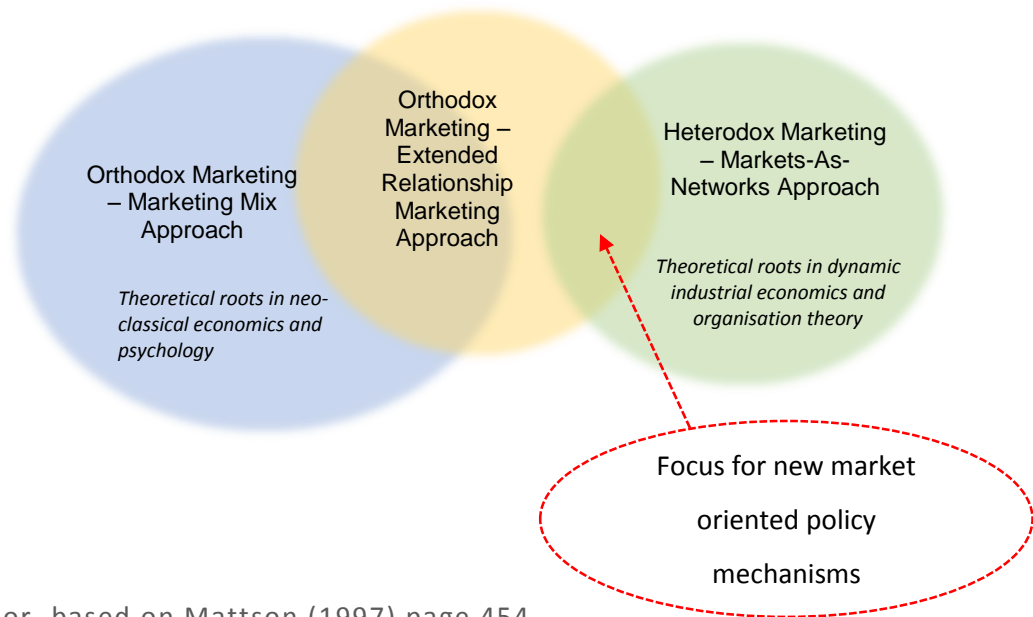 Orthodox Marketing
– Marketing Mix
Approach
Theoretical roots in neo-
classical economics and
psychology
Orthodox
Marketing –
Extended
Relationship
Marketing
Approach
Heterodox Marketing
– Markets-As-
Networks Approach
Theoretical roots in dynamic
industrial economics and
organisation theory
Focus for new market
oriented policy
mechanisms
based on Mattson (1997) page 454